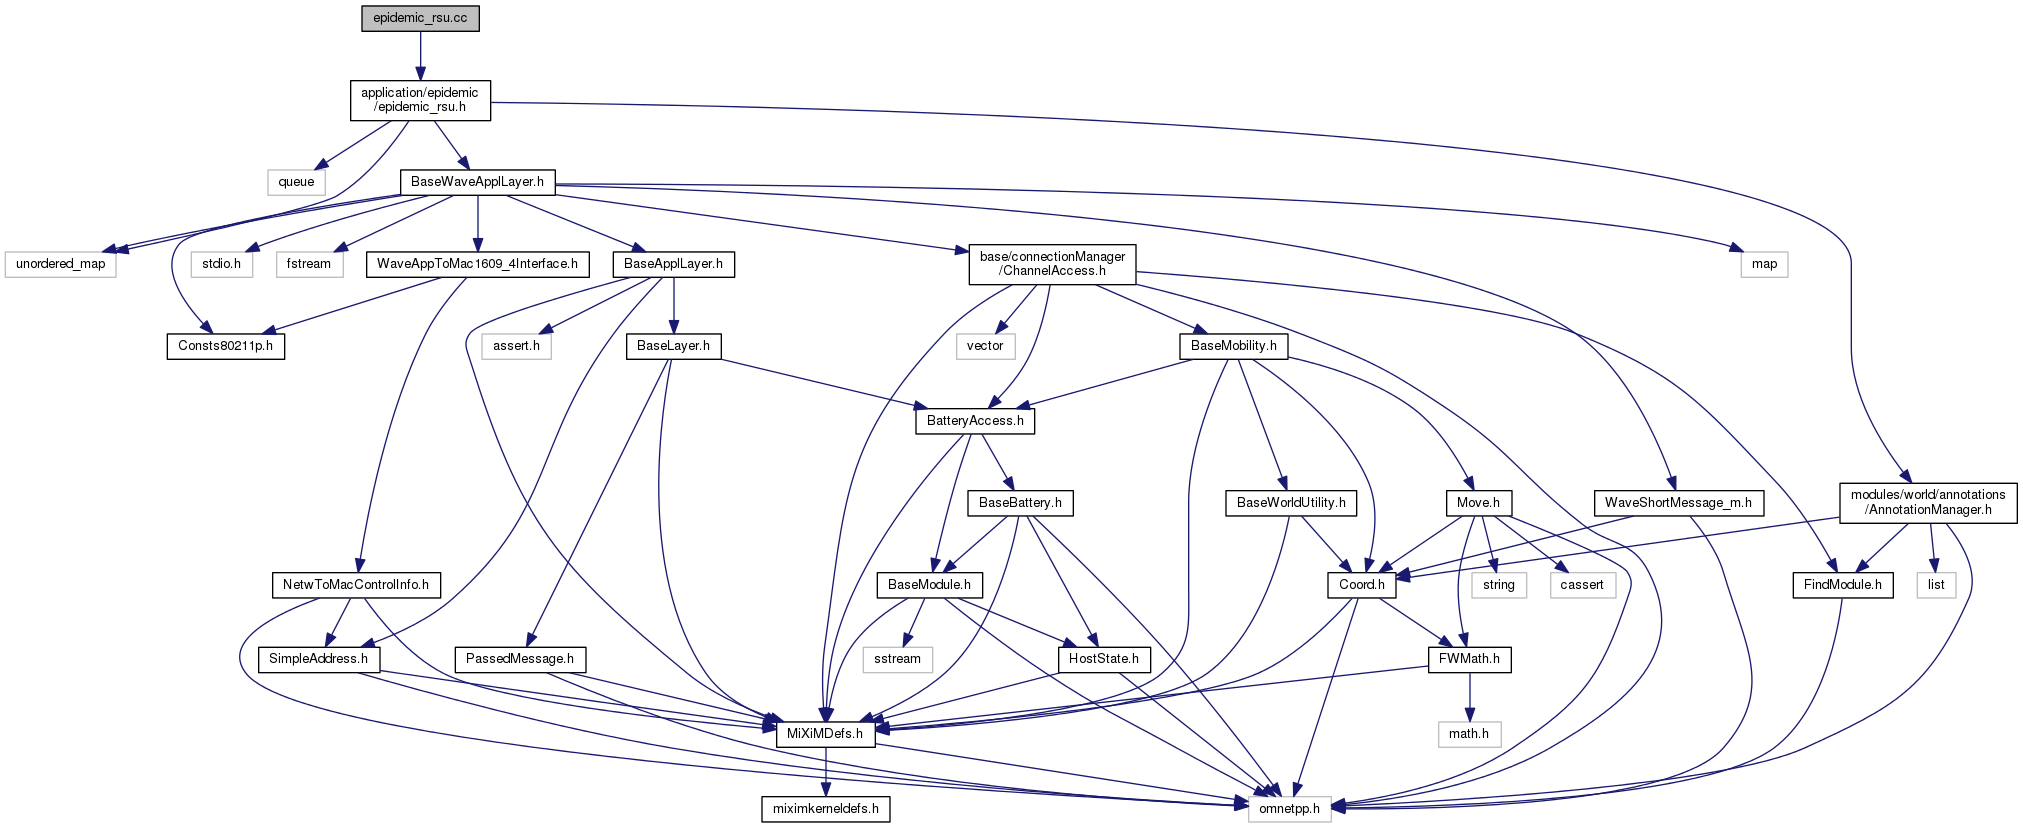 epidemic_rsu.cc
application/epidemic
/epidemic_rsu.h
queue
BaseWaveApplLayer.h
unordered_map
stdio.h
fstream
WaveAppToMac1609_4Interface.h
BaseApplLayer.h
base/connectionManager
/ChannelAccess.h
map
Consts80211p.h
assert.h
BaseLayer.h
vector
BaseMobility.h
BatteryAccess.h
BaseBattery.h
BaseWorldUtility.h
Move.h
WaveShortMessage_m.h
modules/world/annotations
/AnnotationManager.h
NetwToMacControlInfo.h
BaseModule.h
Coord.h
string
cassert
FindModule.h
list
SimpleAddress.h
PassedMessage.h
sstream
HostState.h
FWMath.h
MiXiMDefs.h
math.h
miximkerneldefs.h
omnetpp.h